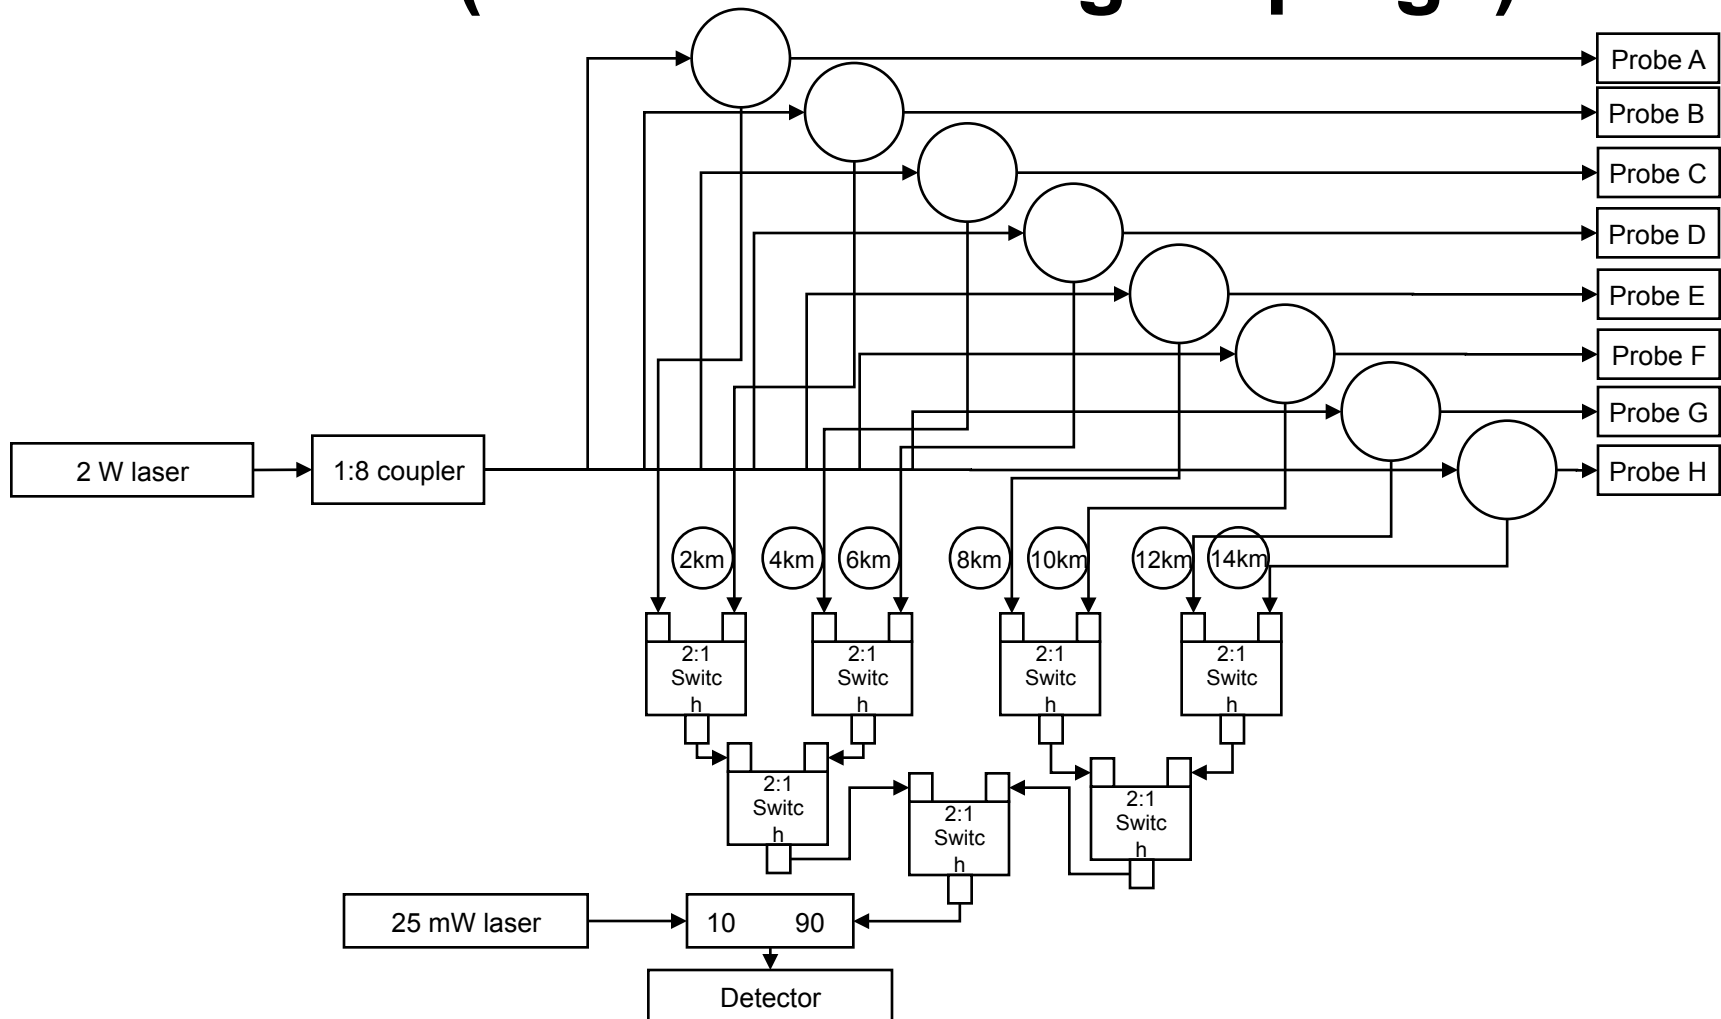 Probe A
Probe B
Probe C
Probe D
Probe E
Probe F
Probe G
2 W laser
1:8 coupler
Probe H
2km
4km
6km
8km
10km
12km
14km
2:1
Switc
h
2:1
Switc
h
2:1
Switc
h
2:1
Switc
h
2:1
Switc
h
2:1
Switc
h
2:1
Switc
h
25 mW laser
10 90
Detector